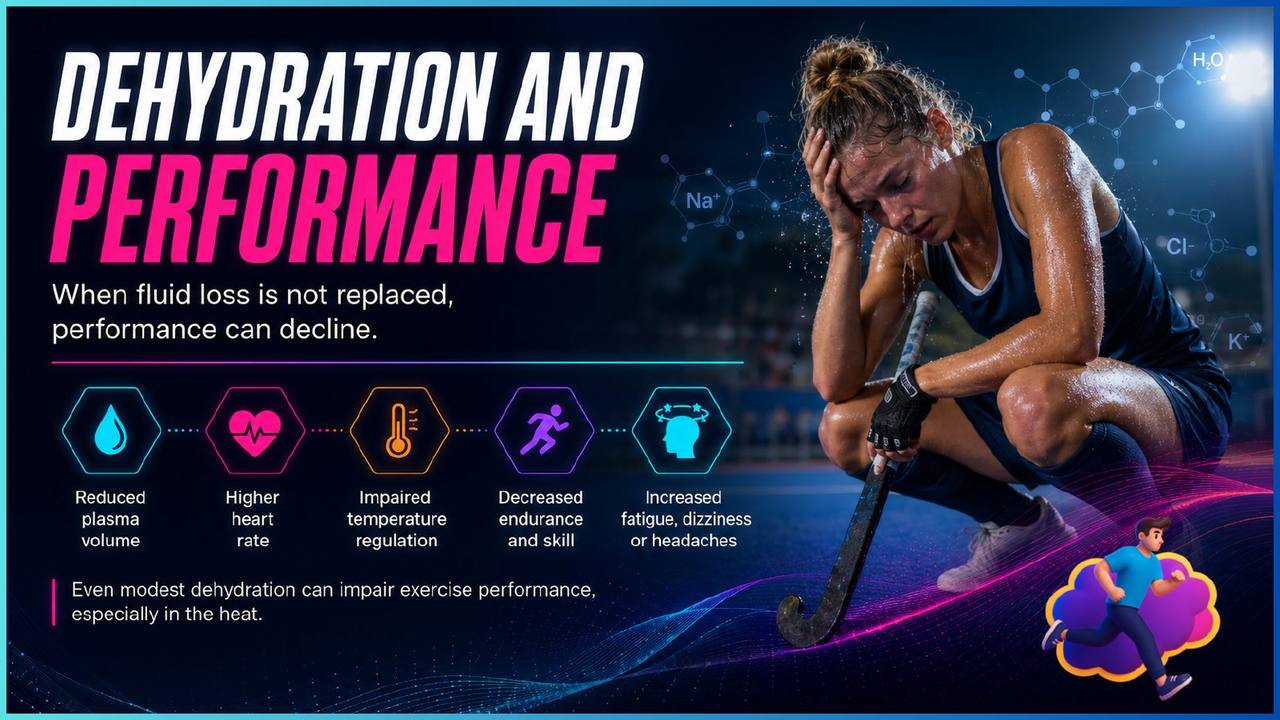 DEHYDRATION AND
PERFORMANCE
When fluid loss is not replaced,
performance can decline.
Reduced
plasma
volume
Higher
heart
rate
Impaired
temperature
regulation
Decreased
endurance
and skill
Increased
fatigue, dizziness
or headaches
Even modest dehydration can impair exercise performance,
especially in the heat.
H₂O
Na⁺
Cl⁻
K⁺